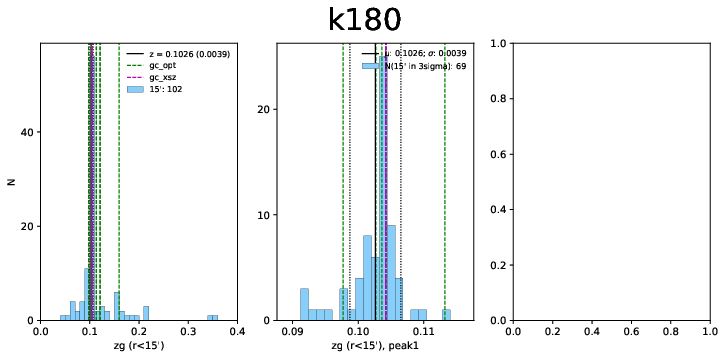 k180
N
40
20
0
0.0 0.1 0.2 0.3 0.4
zg (r<15')
z = 0.1026 (0.0039)
gc_opt
gc_xsz
15': 102
20
10
0
0.09 0.10 0.11
zg (r<15'), peak1
μ: 0.1026; σ: 0.0039
N(15' in 3sigma): 69
1.0
0.8
0.6
0.4
0.2
0.0
0.0 0.2 0.4 0.6 0.8 1.0